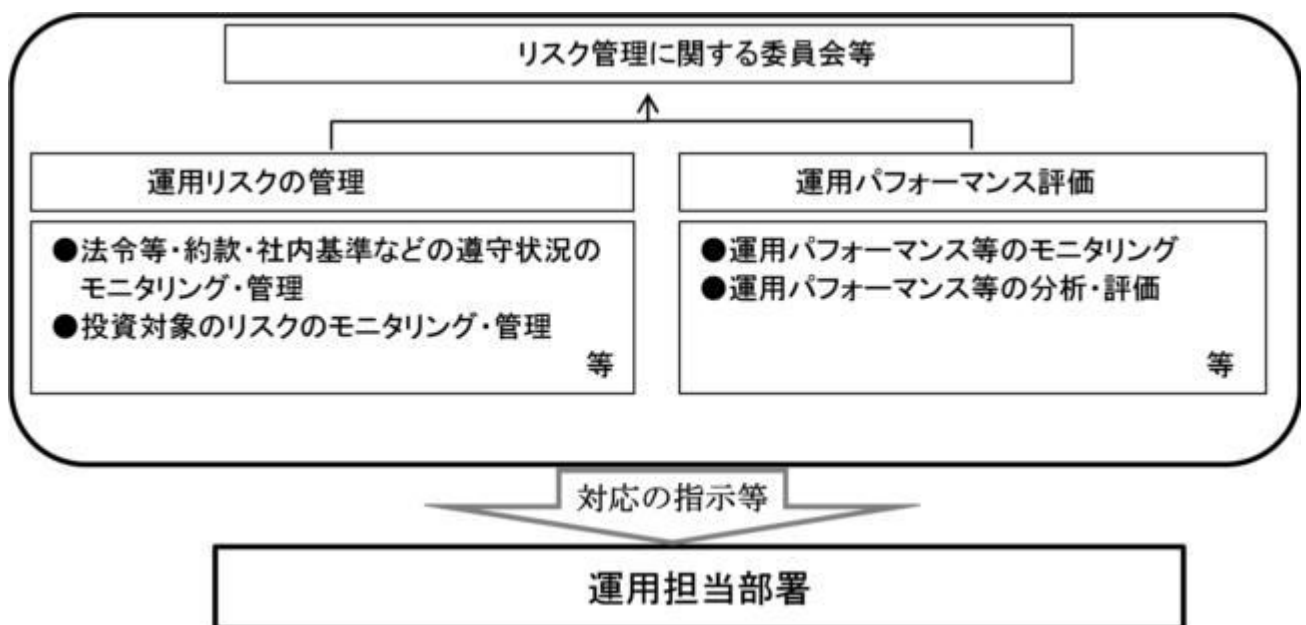 リスク管理に関する委員会等
運用リスクの管理
●法令等・約款・社内基準などの遵守状況の
モニタリング・管理
●投資対象のリスクのモニタリング・管理
等
運用パフォーマンス評価
●運用パフォーマンス等のモニタリング
●運用パフォーマンス等の分析・評価
等
対応の指示等
運用担当部署